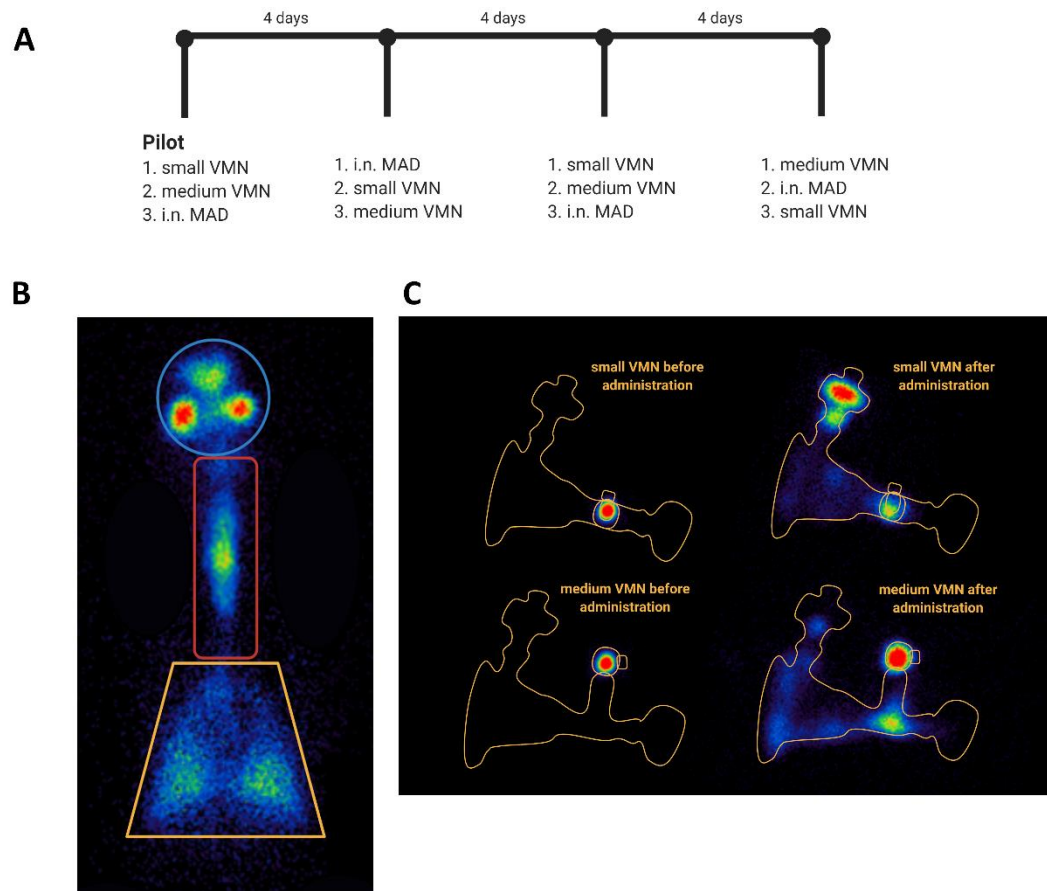 A
4 days 4 days 4 days
Pilot
1. small VMN
2. medium VMN
3. i.n. MAD
1. i.n. MAD
2. small VMN
3. medium VMN
1. small VMN
2. medium VMN
3. i.n. MAD
1. medium VMN
2. i.n. MAD
3. small VMN
B
C
small VMN before
administration
small VMN after
administration
medium VMN before
administration
medium VMN after
administration